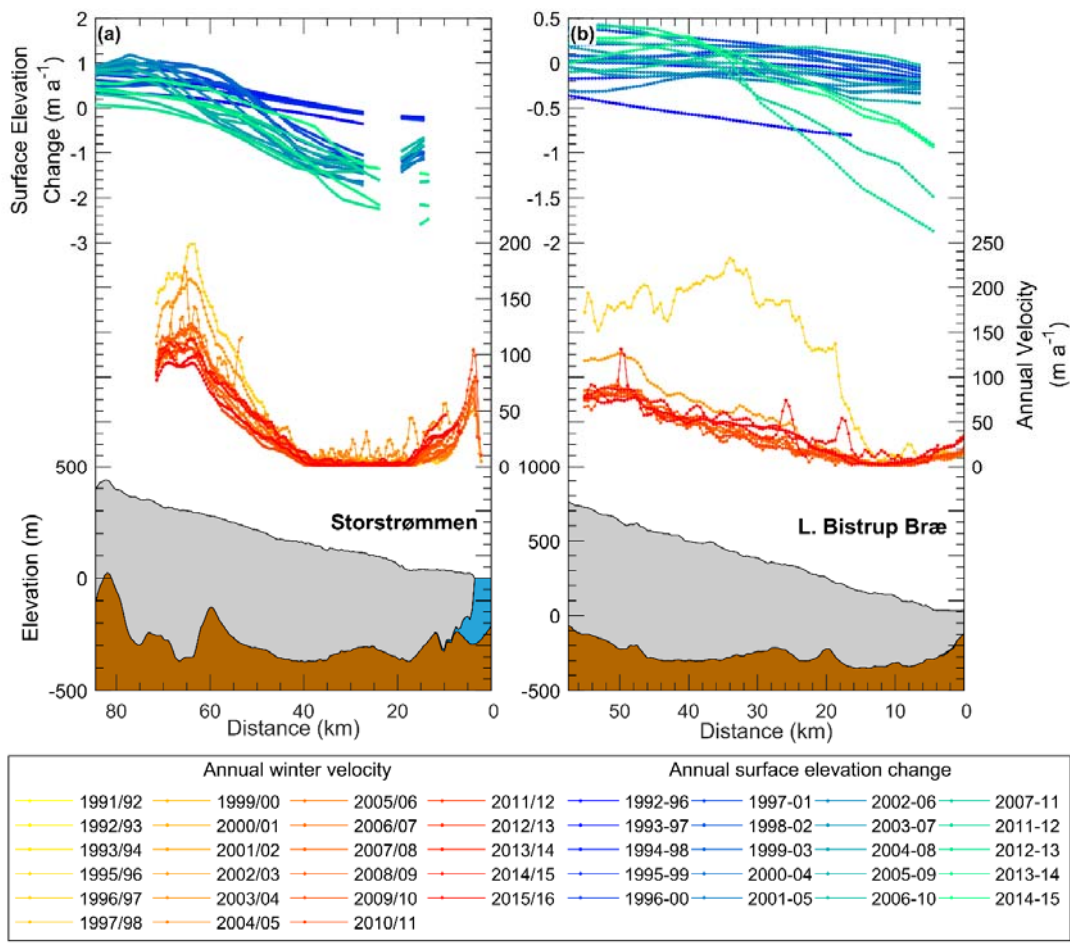 (a)
(b)
Surface Elevation
Change (m a⁻¹)
2
1
0
-1
-2
-3
0.5
0
-0.5
-1
-1.5
-2
200
150
100
50
0
250
200
150
100
50
0
Annual Velocity
(m a⁻¹)
Elevation (m)
500
0
-500
1000
500
0
-500
Storstrømmen
L. Bistrup Bræ
80 60 40 20 0
50 40 30 20 10 0
Distance (km)
Distance (km)
Annual winter velocity
Annual surface elevation change
1991/92 1999/00 2005/06 2011/12 1992-96 1997-01 2002-06 2007-11
1992/93 2000/01 2006/07 2012/13 1993-97 1998-02 2003-07 2011-12
1993/94 2001/02 2007/08 2013/14 1994-98 1999-03 2004-08 2012-13
1995/96 2002/03 2008/09 2014/15 1995-99 2000-04 2005-09 2013-14
1996/97 2003/04 2009/10 2015/16 1996-00 2001-05 2006-10 2014-15
1997/98 2004/05 2010/11